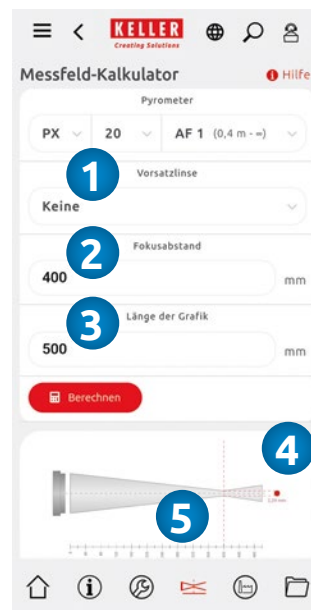 KELLER
Creating Solutions
Messfeld-Kalkulator
Hilfe
Pyrometer
PX 20 AF 1 (0,4 m - ∞)
1
Vorsatzlinse
Keine
2
Fokusabstand
400 mm
3
Länge der Grafik
500 mm
Berechnen
4
5